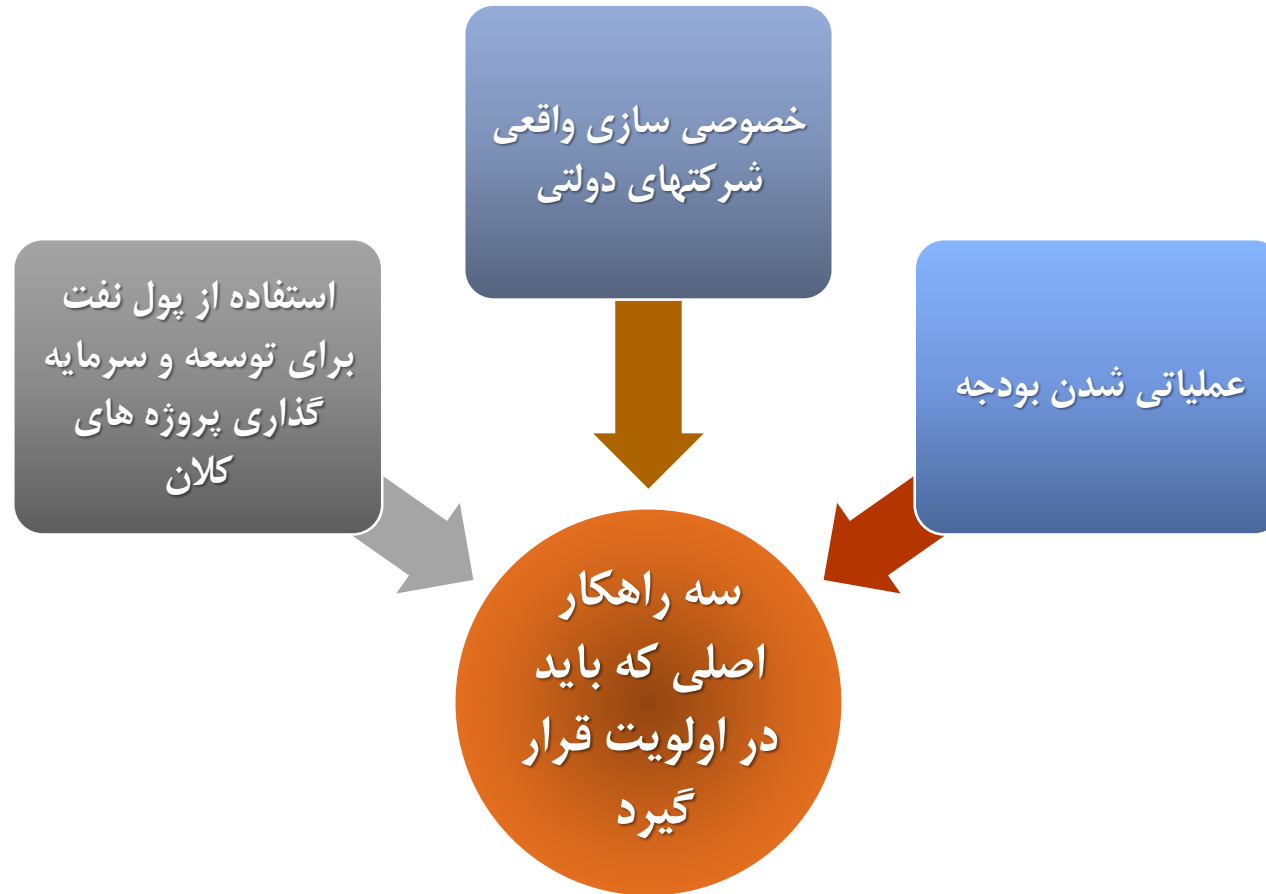 خصوصی سازی واقعی
شرکتهای دولتی
عملیاتی شدن بودجه
استفاده از پول نفت
برای توسعه و سرمایه
گذاری پروژه های
کلان
سه راهکار
اصلی که باید
در اولویت قرار
گیرد